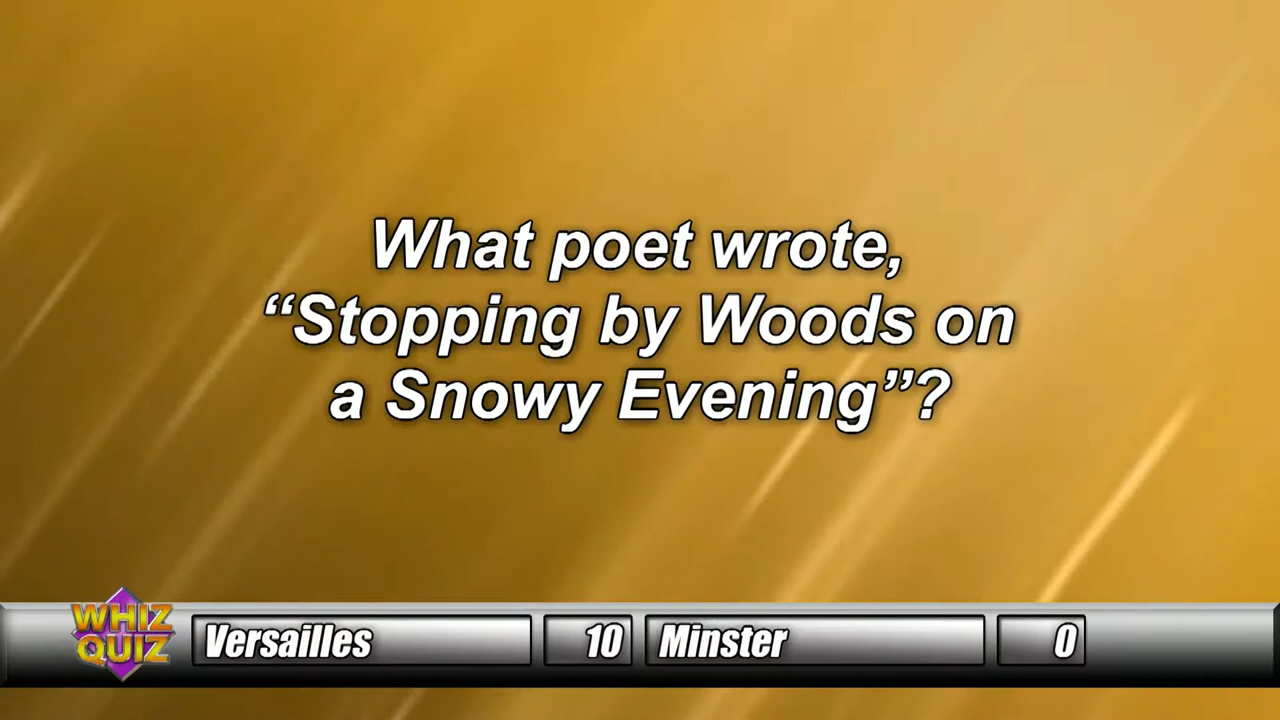 What poet wrote,
“Stopping by Woods on
a Snowy Evening”?
WHIZ
QUIZ
Versailles 10 Minster 0